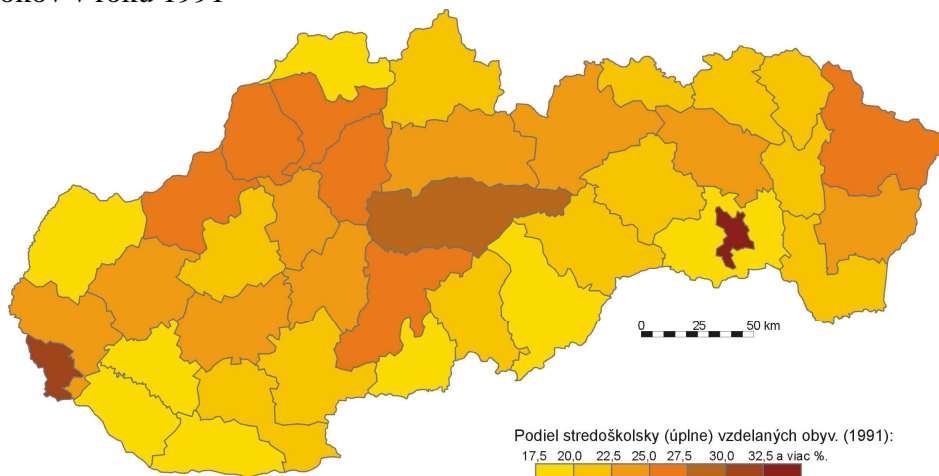 v roku 1991
0 25 50 km
Podiel stredoškolsky (úplne) vzdelaných obyv. (1991):
17,5 20,0 22,5 25,0 27,5 30,0 32,5 a viac %.